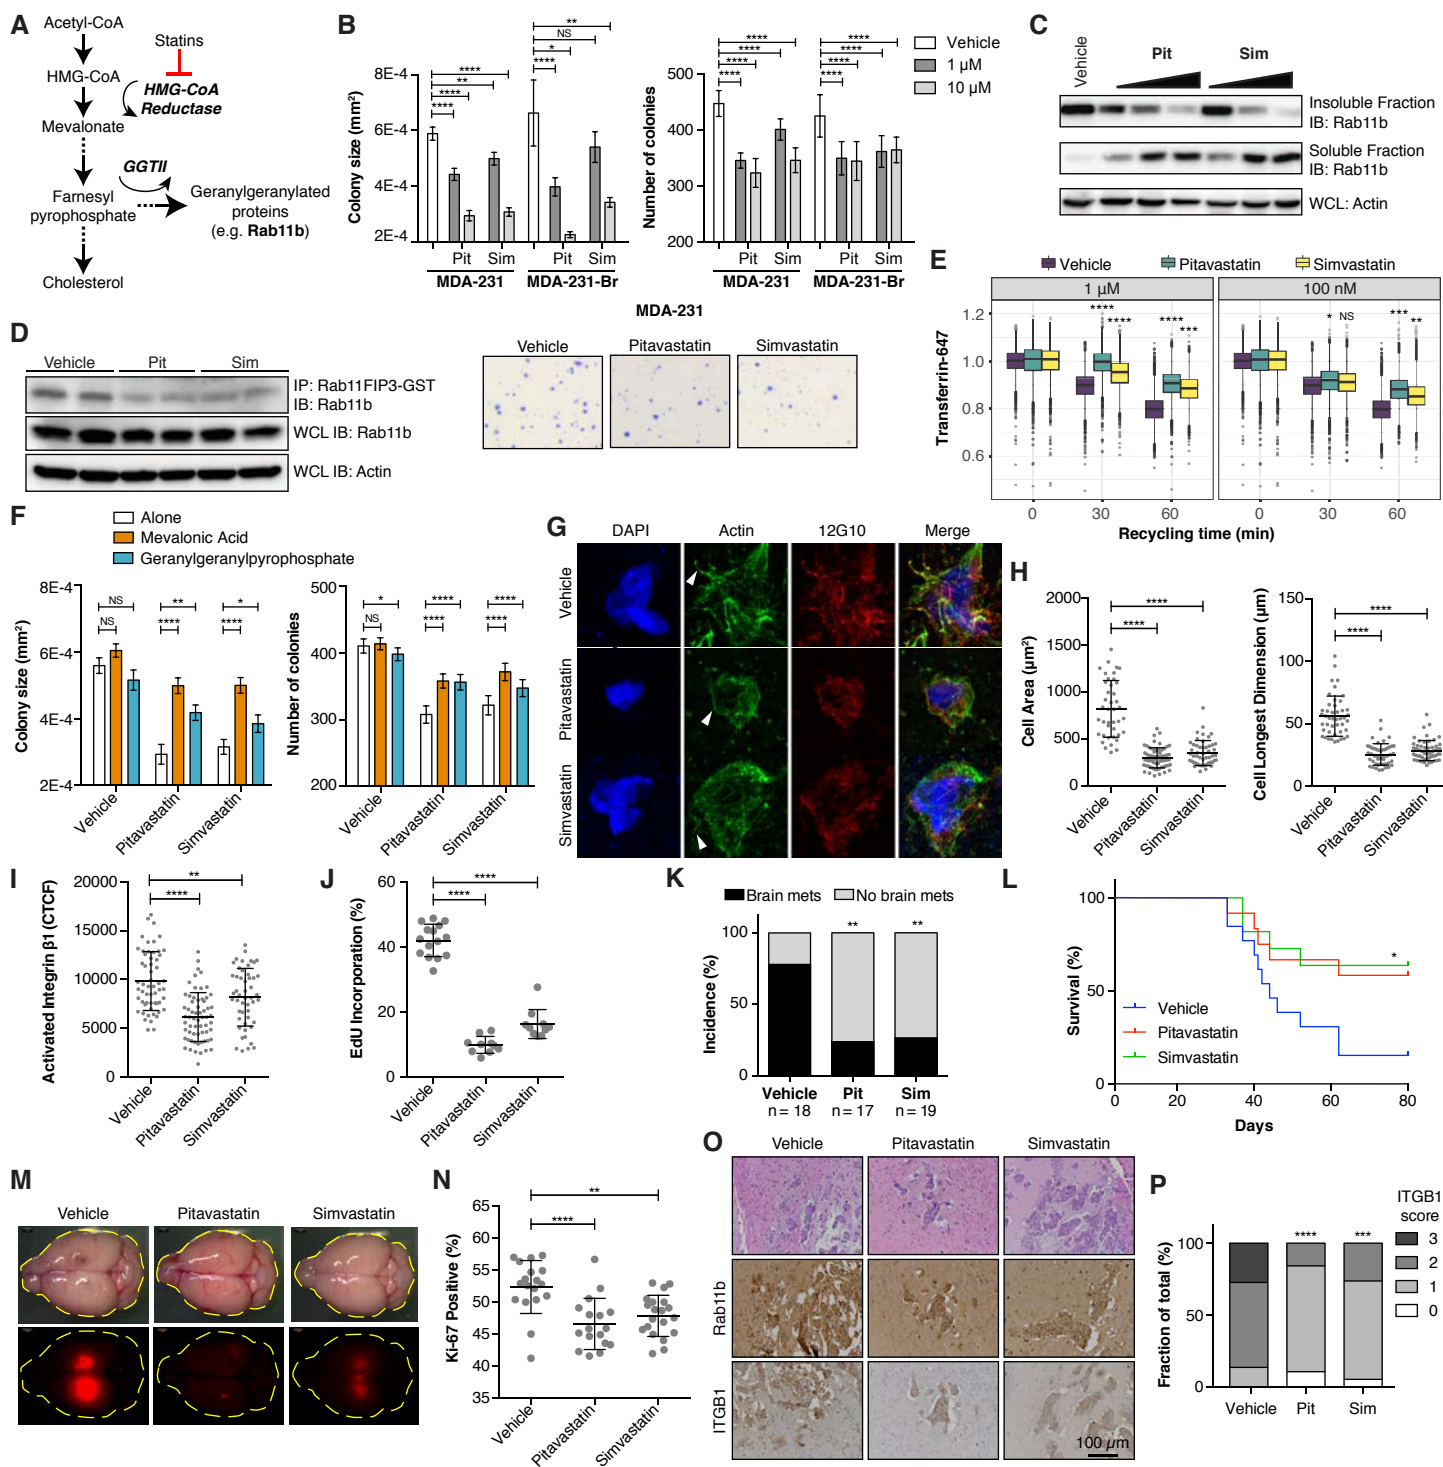 A
Acetyl-CoA
Statins
HMG-CoA
HMG-CoA
Reductase
Mevalonate
GGTII
Farnesyl
pyrophosphate
Geranylgeranylated
proteins
(e.g. Rab11b)
Cholesterol
B
Vehicle
1 µM
10 µM
Colony size (mm²)
8E-4
6E-4
4E-4
2E-4
**** ** **** ****
** NS * ****
Pit Sim
MDA-231 MDA-231-Br
Number of colonies
500
400
300
200
**** **** **** ****
**** **** **** ****
Pit Sim Pit Sim
MDA-231 MDA-231-Br
MDA-231
Vehicle Pitavastatin Simvastatin
C
Vehicle Pit Sim
Insoluble Fraction
IB: Rab11b
Soluble Fraction
IB: Rab11b
WCL: Actin
D
Vehicle Pit Sim
IP: Rab11FIP3-GST
IB: Rab11b
WCL IB: Rab11b
WCL IB: Actin
E
Vehicle Pitavastatin Simvastatin
1 µM 100 nM
Transferrin-647
1.2
1.0
0.8
0.6
**** **** **** ***
* NS *** **
0 30 60 0 30 60
Recycling time (min)
F
Alone
Mevalonic Acid
Geranylgeranylpyrophosphate
Colony size (mm²)
8E-4
6E-4
4E-4
2E-4
NS ** *
NS **** ****
Vehicle Pitavastatin Simvastatin
Number of colonies
500
400
300
200
* **** ****
NS **** ****
Vehicle Pitavastatin Simvastatin
G
DAPI Actin 12G10 Merge
Vehicle
Pitavastatin
Simvastatin
H
Cell Area (µm²)
2000
1500
1000
500
0
****
****
Vehicle Pitavastatin Simvastatin
Cell Longest Dimension (µm)
150
100
50
0
****
****
Vehicle Pitavastatin Simvastatin
I
Activated Integrin β1 (CTCF)
20000
15000
10000
5000
0
**
****
Vehicle Pitavastatin Simvastatin
J
EdU Incorporation (%)
60
40
20
0
****
****
Vehicle Pitavastatin Simvastatin
K
Brain mets No brain mets
Incidence (%)
100
50
0
** **
Vehicle Pit Sim
n = 18 n = 17 n = 19
L
Survival (%)
100
50
0
*
Vehicle
Pitavastatin
Simvastatin
0 20 40 60 80
Days
M
Vehicle Pitavastatin Simvastatin
N
Ki-67 Positive (%)
65
60
55
50
45
40
35
**
****
Vehicle Pitavastatin Simvastatin
O
Vehicle Pitavastatin Simvastatin
Rab11b
ITGB1
100 µm
P
ITGB1
score
3
2
1
0
Fraction of total (%)
100
50
0
**** ***
Vehicle Pit Sim